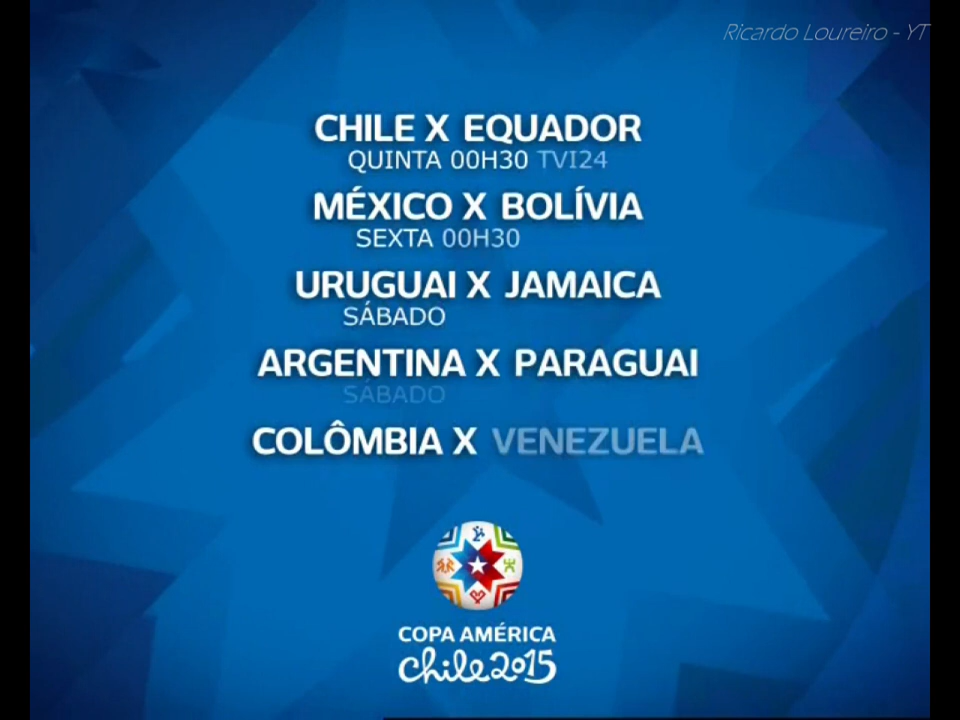 Ricardo Loureiro - YT
CHILE X EQUADOR
QUINTA 00H30 TVI24
MÉXICO X BOLÍVIA
SEXTA 00H30
URUGUAI X JAMAICA
SÁBADO
ARGENTINA X PARAGUAI
SÁBADO
COLÔMBIA X VENEZUELA
COPA AMÉRICA
chile2015